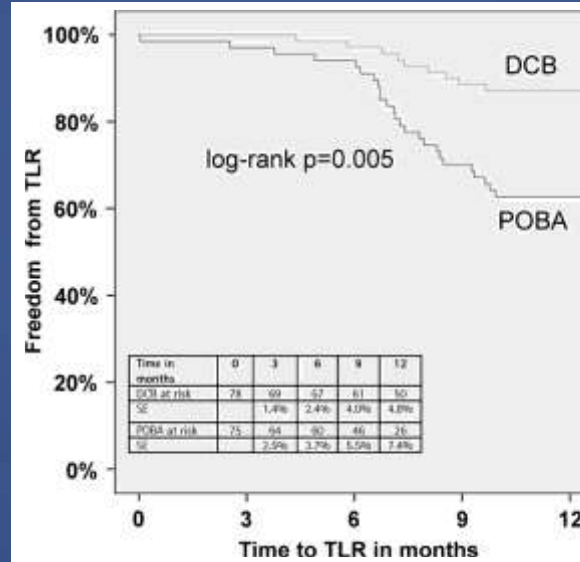 100%
80%
60%
40%
20%
0%
Freedom from TLR
DCB
log-rank p=0.005
POBA
Time in months 0 3 6 9 12
DCB at risk 78 69 67 61 50
SE 1.4% 2.4% 4.0% 4.8%
POBA at risk 75 64 60 46 26
SE 2.5% 3.7% 5.5% 7.4%
0 3 6 9 12
Time to TLR in months